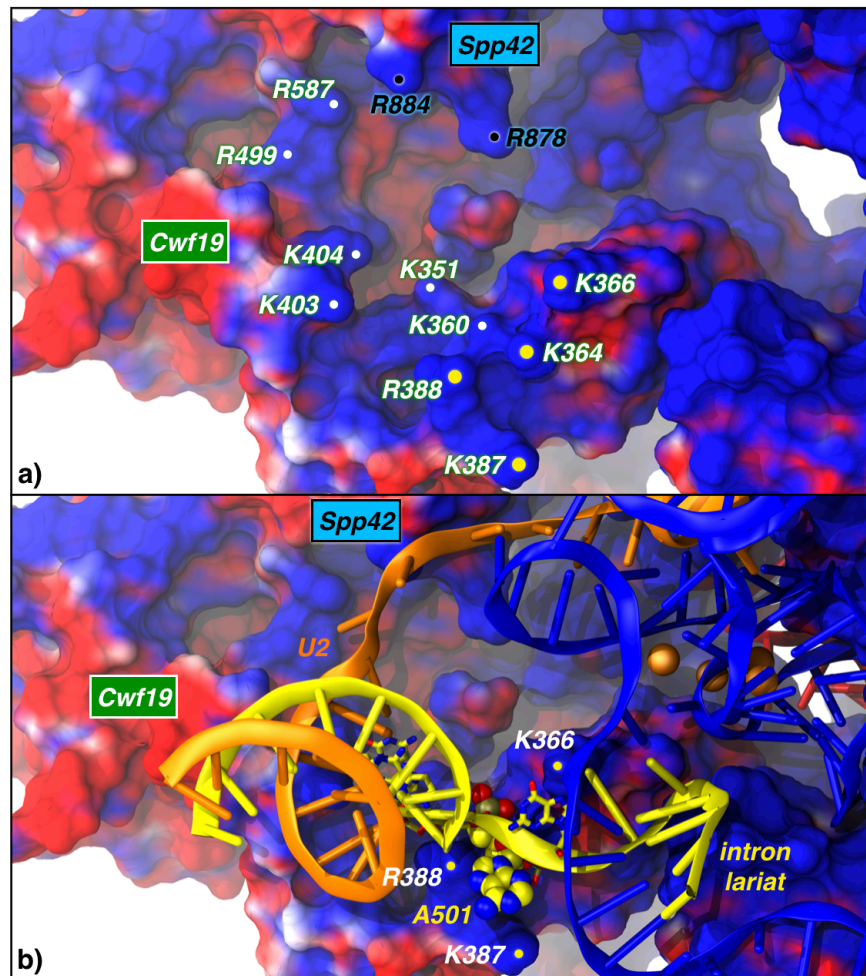 Spp42
R587
R884
R878
R499
Cwf19
K404
K351
K366
K403
K360
K364
R388
K387
a)
Spp42
U2
Cwf19
K366
R388
intron
lariat
A501
K387
b)